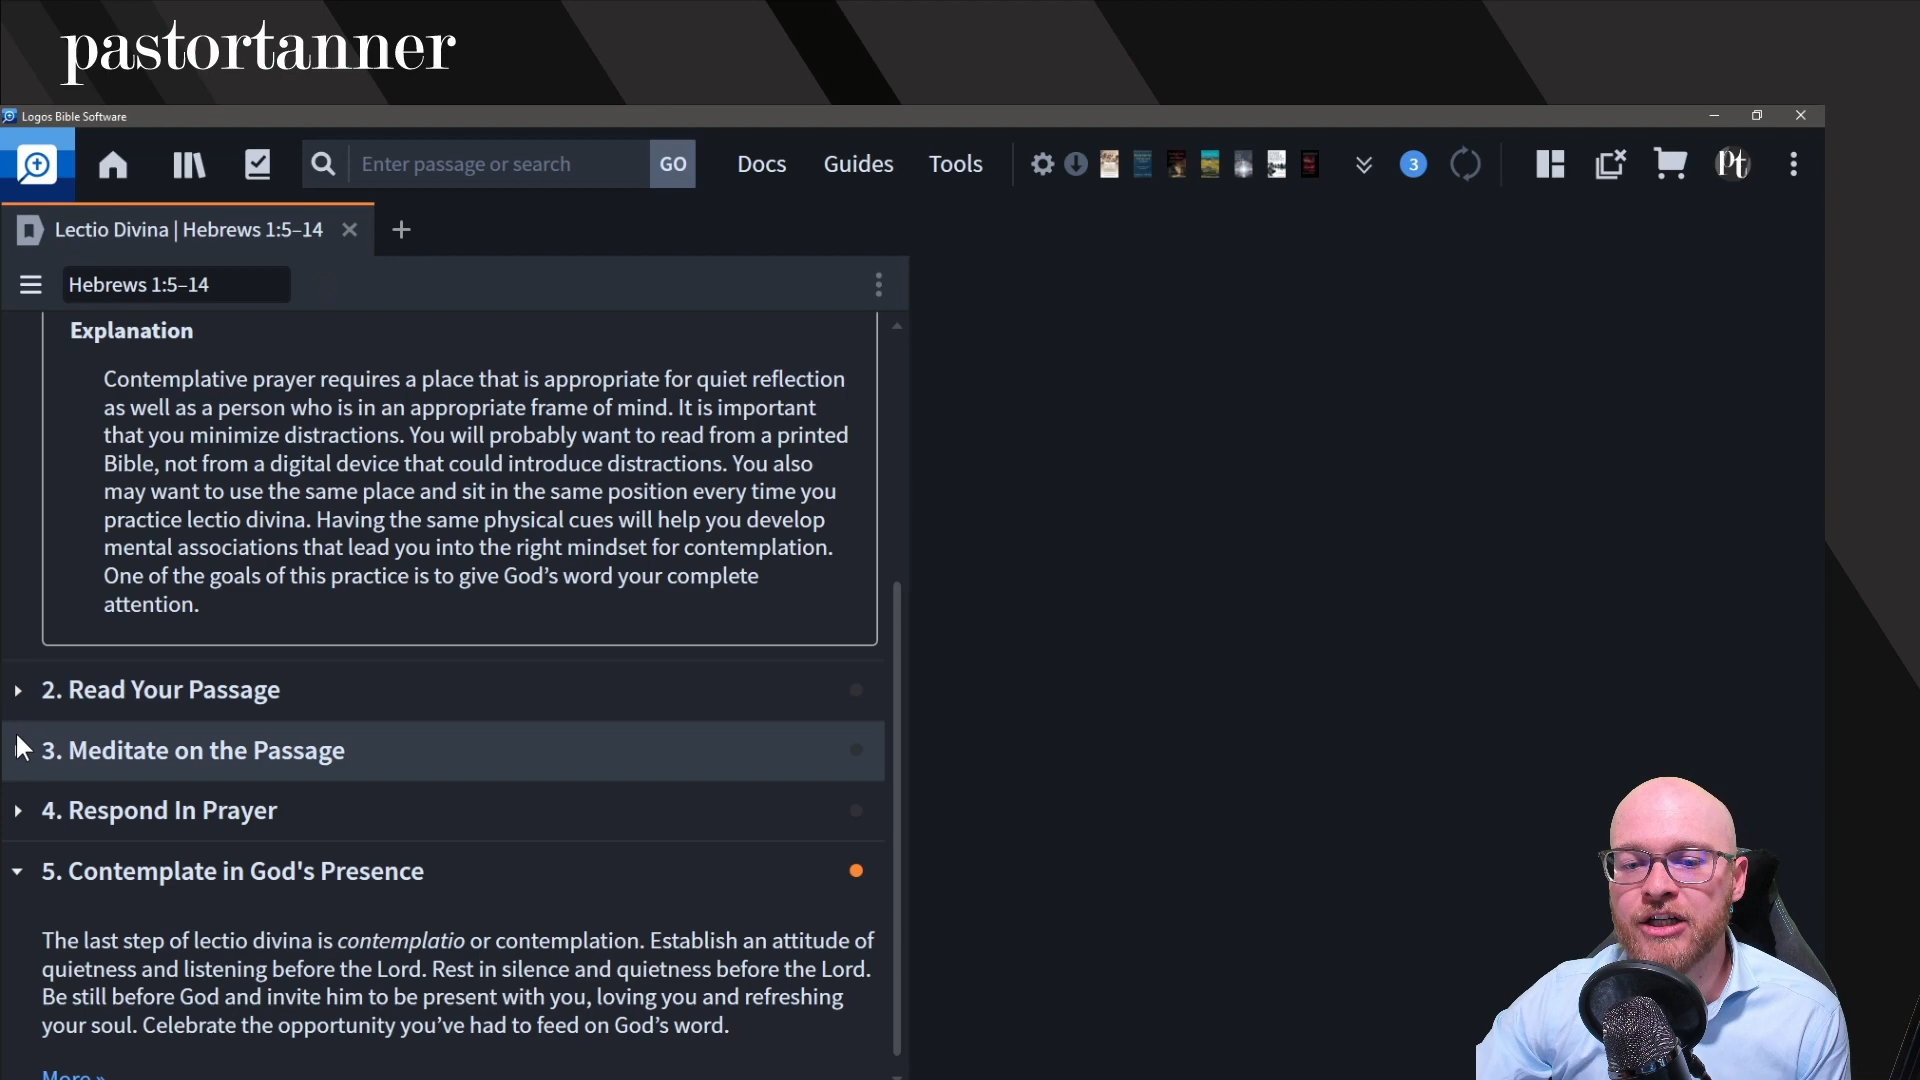 pastortanner
Logos Bible Software
Enter passage or search
GO
Docs
Guides
Tools
3
pt
Lectio Divina | Hebrews 1:5–14
Hebrews 1:5–14
Explanation
Contemplative prayer requires a place that is appropriate for quiet reflection
as well as a person who is in an appropriate frame of mind. It is important
that you minimize distractions. You will probably want to read from a printed
Bible, not from a digital device that could introduce distractions. You also
may want to use the same place and sit in the same position every time you
practice lectio divina. Having the same physical cues will help you develop
mental associations that lead you into the right mindset for contemplation.
One of the goals of this practice is to give God’s word your complete
attention.
2. Read Your Passage
3. Meditate on the Passage
4. Respond In Prayer
5. Contemplate in God's Presence
The last step of lectio divina is contemplatio or contemplation. Establish an attitude of
quietness and listening before the Lord. Rest in silence and quietness before the Lord.
Be still before God and invite him to be present with you, loving you and refreshing
your soul. Celebrate the opportunity you’ve had to feed on God’s word.
More »